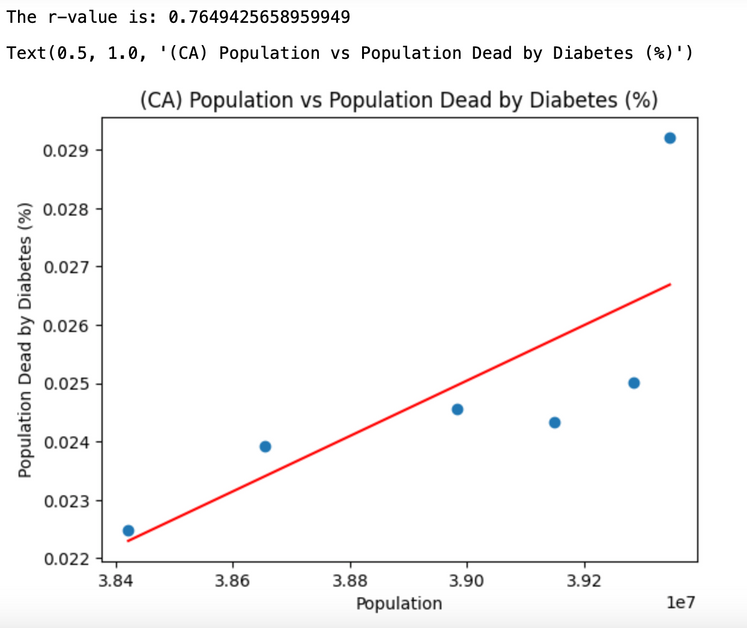 The r-value is: 0.7649425658959949
Text(0.5, 1.0, '(CA) Population vs Population Dead by Diabetes (%)')
(CA) Population vs Population Dead by Diabetes (%)
Population Dead by Diabetes (%)
0.029
0.028
0.027
0.026
0.025
0.024
0.023
0.022
3.84 3.86 3.88 3.90 3.92
Population
1e7